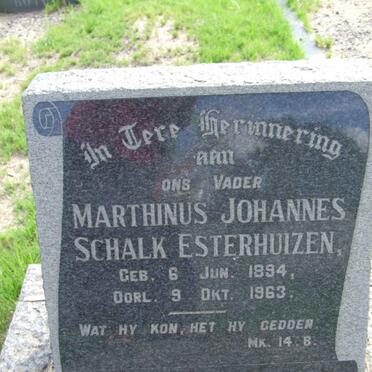 In Tere Herinnering
aan
ONS VADER
MARTHINUS JOHANNES
SCHALK ESTERHUIZEN,
GEB. 6 JUN. 1894,
OORL. 9 OKT. 1963.
WAT HY KON, HET HY GEDOEN.
MK. 14.8.